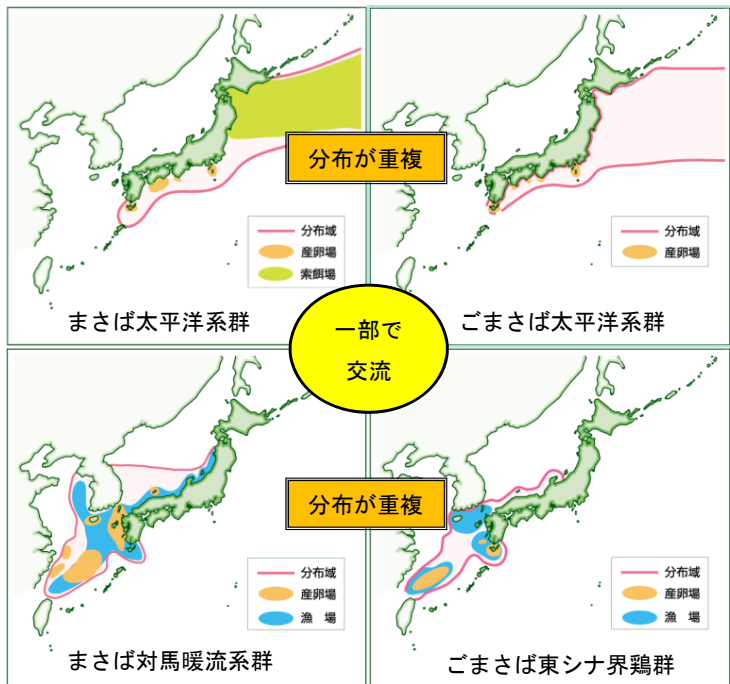 分布が重複
分布域
産卵場
索餌場
まさば太平洋系群
分布域
産卵場
ごまさば太平洋系群
一部で
交流
分布が重複
分布域
産卵場
漁　場
まさば対馬暖流系群
分布域
産卵場
漁　場
ごまさば東シナ界鶏群